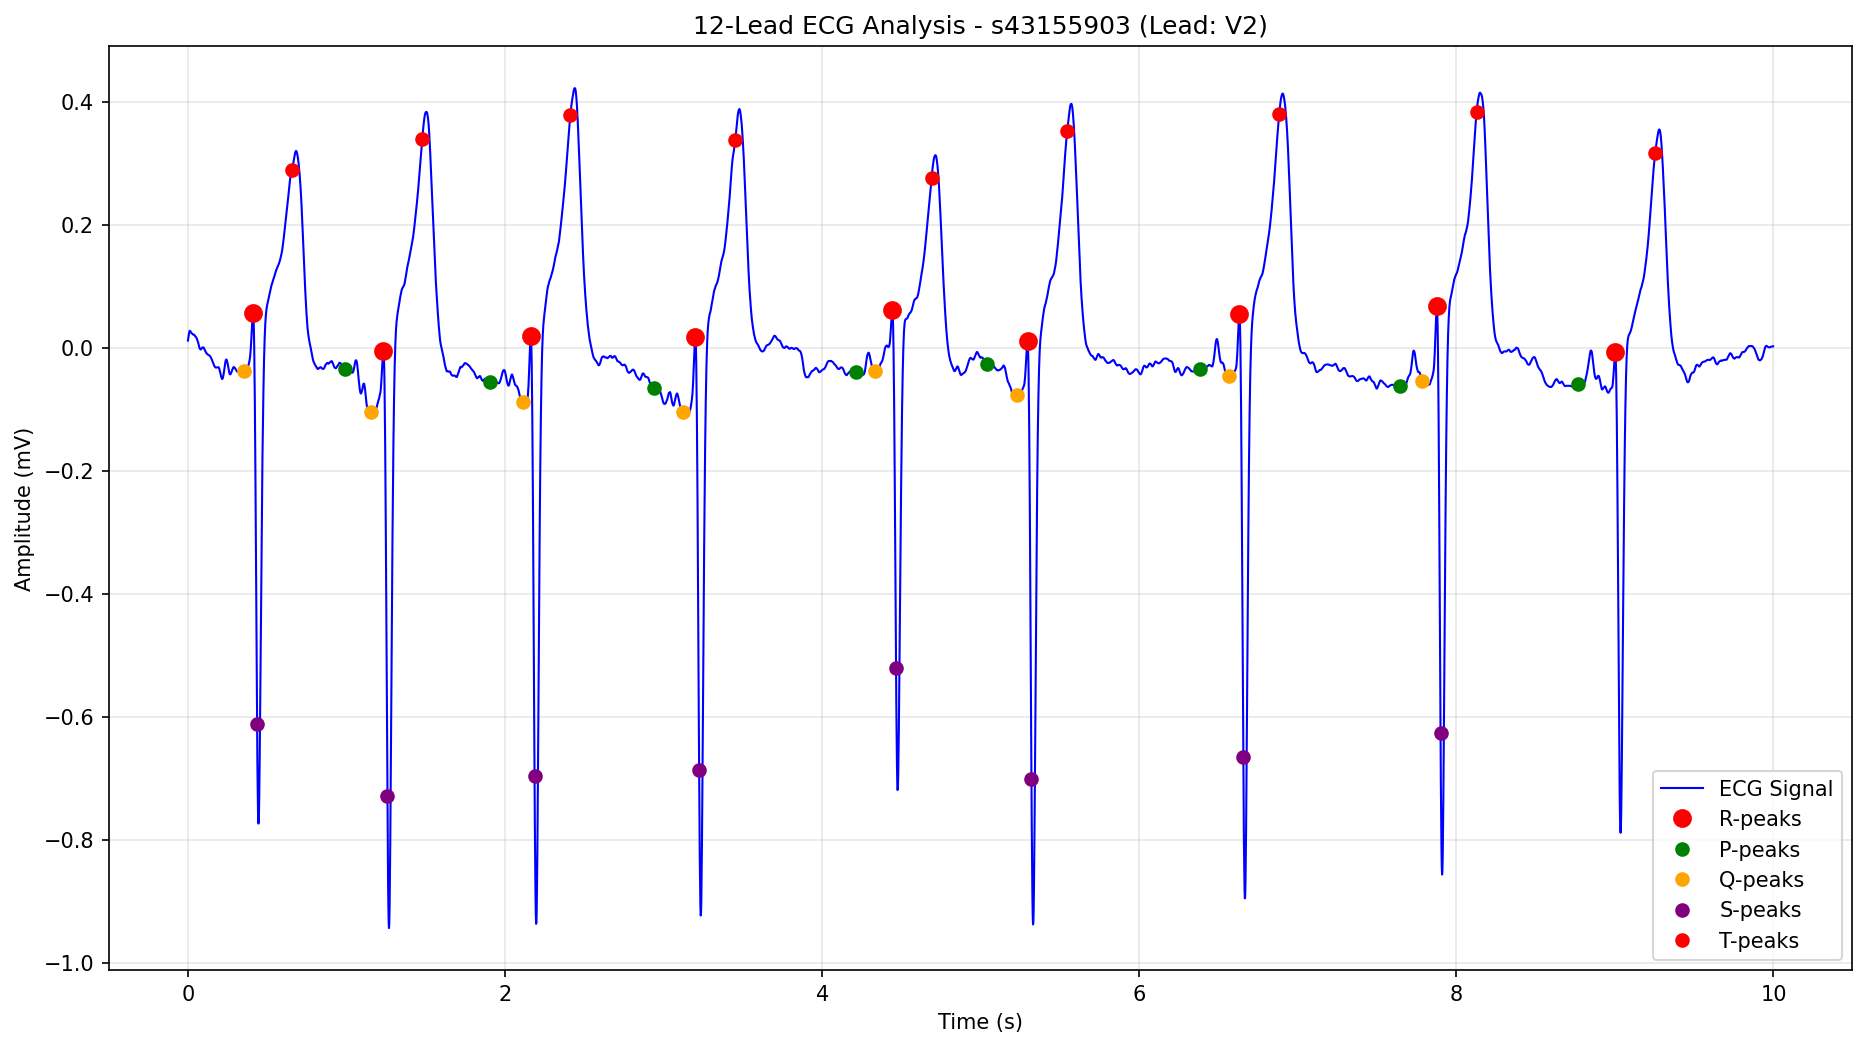 12-Lead ECG Analysis - s43155903 (Lead: V2)
Amplitude (mV)
0.4
0.2
0.0
−0.2
−0.4
−0.6
−0.8
−1.0
0 2 4 6 8 10
Time (s)
ECG Signal
R-peaks
P-peaks
Q-peaks
S-peaks
T-peaks